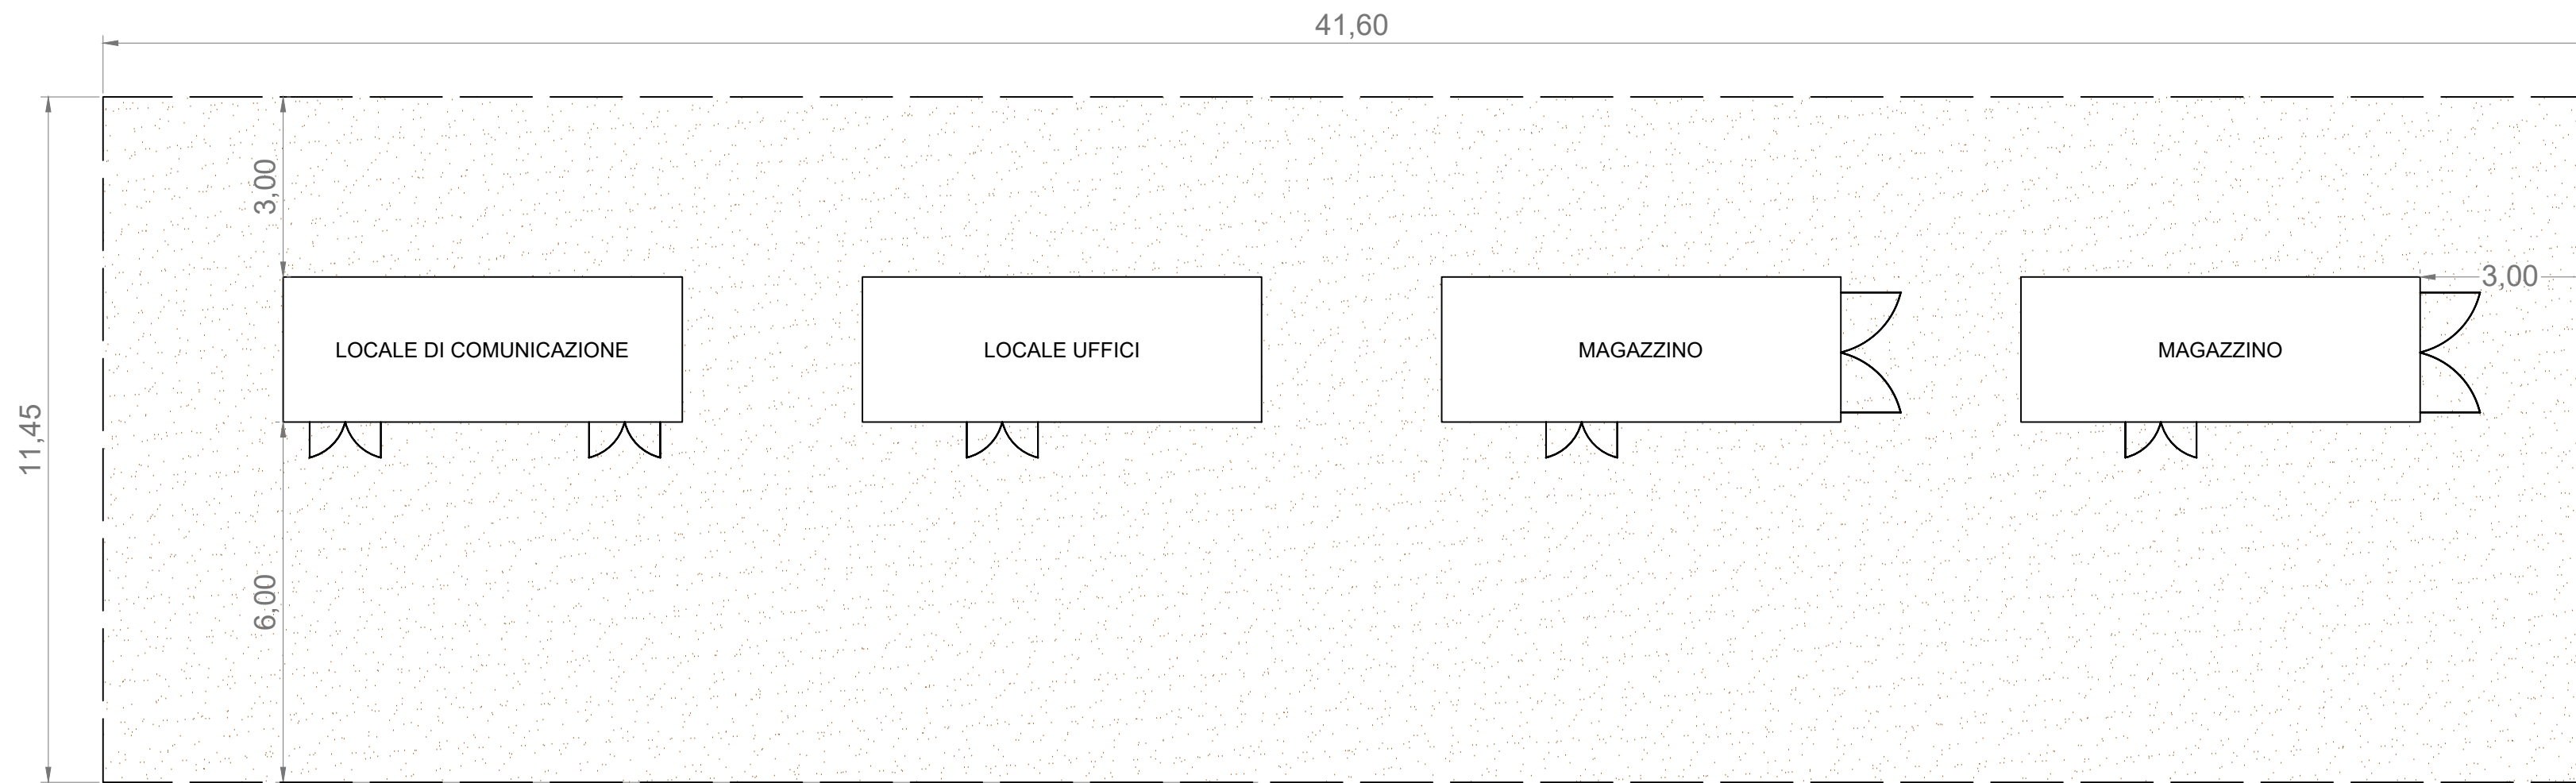 41,60
3,00
3,00
LOCALE DI COMUNICAZIONE
LOCALE UFFICI
MAGAZZINO
MAGAZZINO
11,45
6,00